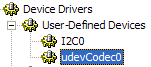 Device Drivers
User-Defined Devices
I2C0
udevCodec0